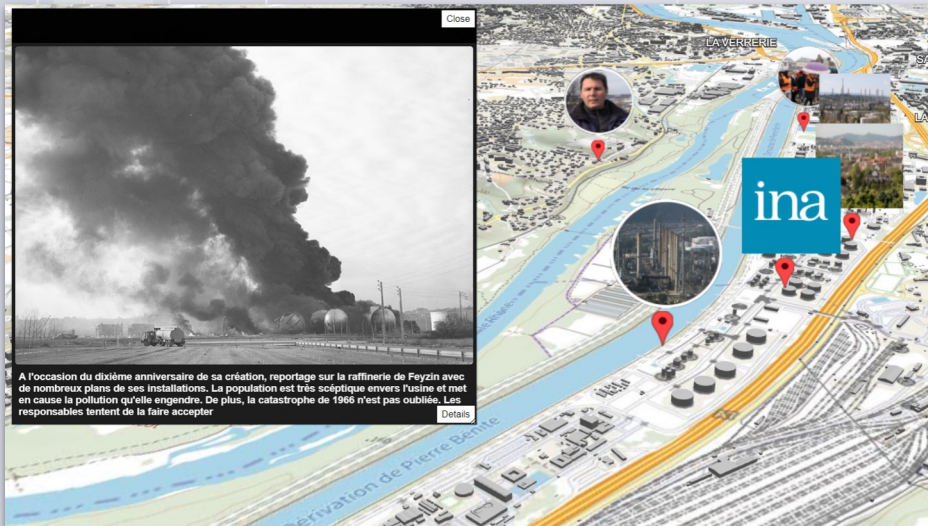 Close
A l'occasion du dixième anniversaire de sa création, reportage sur la raffinerie de Feyzin avec
de nombreux plans de ses installations. La population est très scéptique envers l'usine et met
en cause la pollution qu'elle engendre. De plus, la catastrophe de 1966 n'est pas oubliée. Les
responsables tentent de la faire accepter
Details
LA VERRERIE
SA
LA
ina
Dérivation de Pierre Bénite